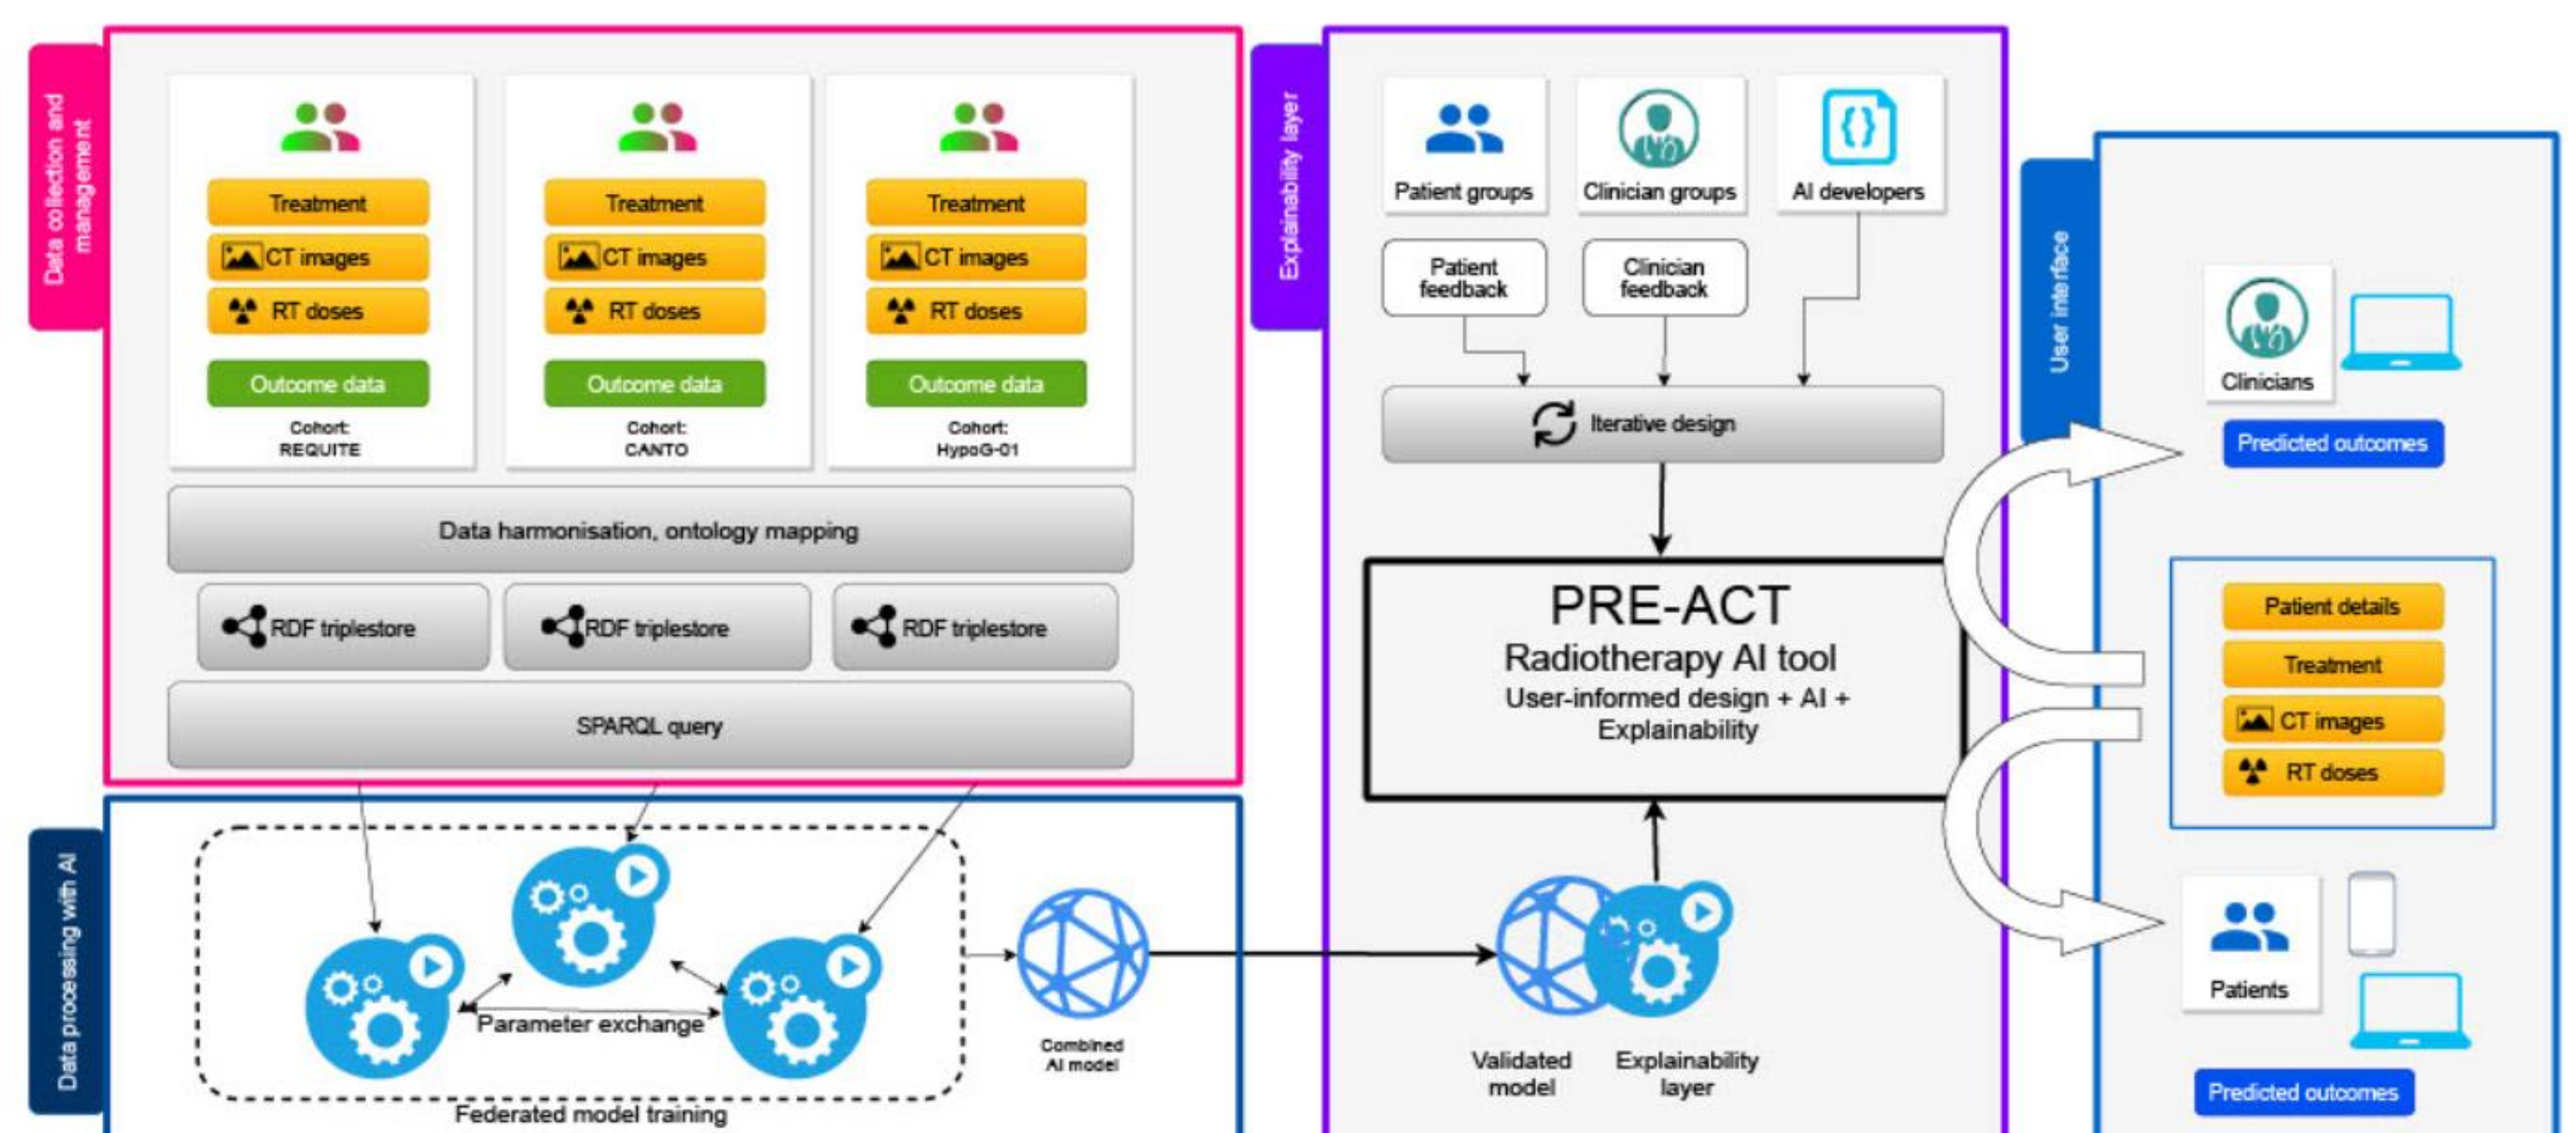 Data collection and
management
Treatment
CT images
RT doses
Outcome data
Cohort:
REQUITE
Treatment
CT images
RT doses
Outcome data
Cohort:
CANTO
Treatment
CT images
RT doses
Outcome data
Cohort:
HypoG-01
Data harmonisation, ontology mapping
RDF triplestore
RDF triplestore
RDF triplestore
SPARQL query
Data processing with AI
Parameter exchange
Federated model training
Combined
AI model
Explainability layer
Patient groups
Clinician groups
AI developers
Patient
feedback
Clinician
feedback
Iterative design
PRE-ACT
Radiotherapy AI tool
User-informed design + AI +
Explainability
Validated
model
Explainability
layer
User interface
Clinicians
Predicted outcomes
Patient details
Treatment
CT images
RT doses
Patients
Predicted outcomes